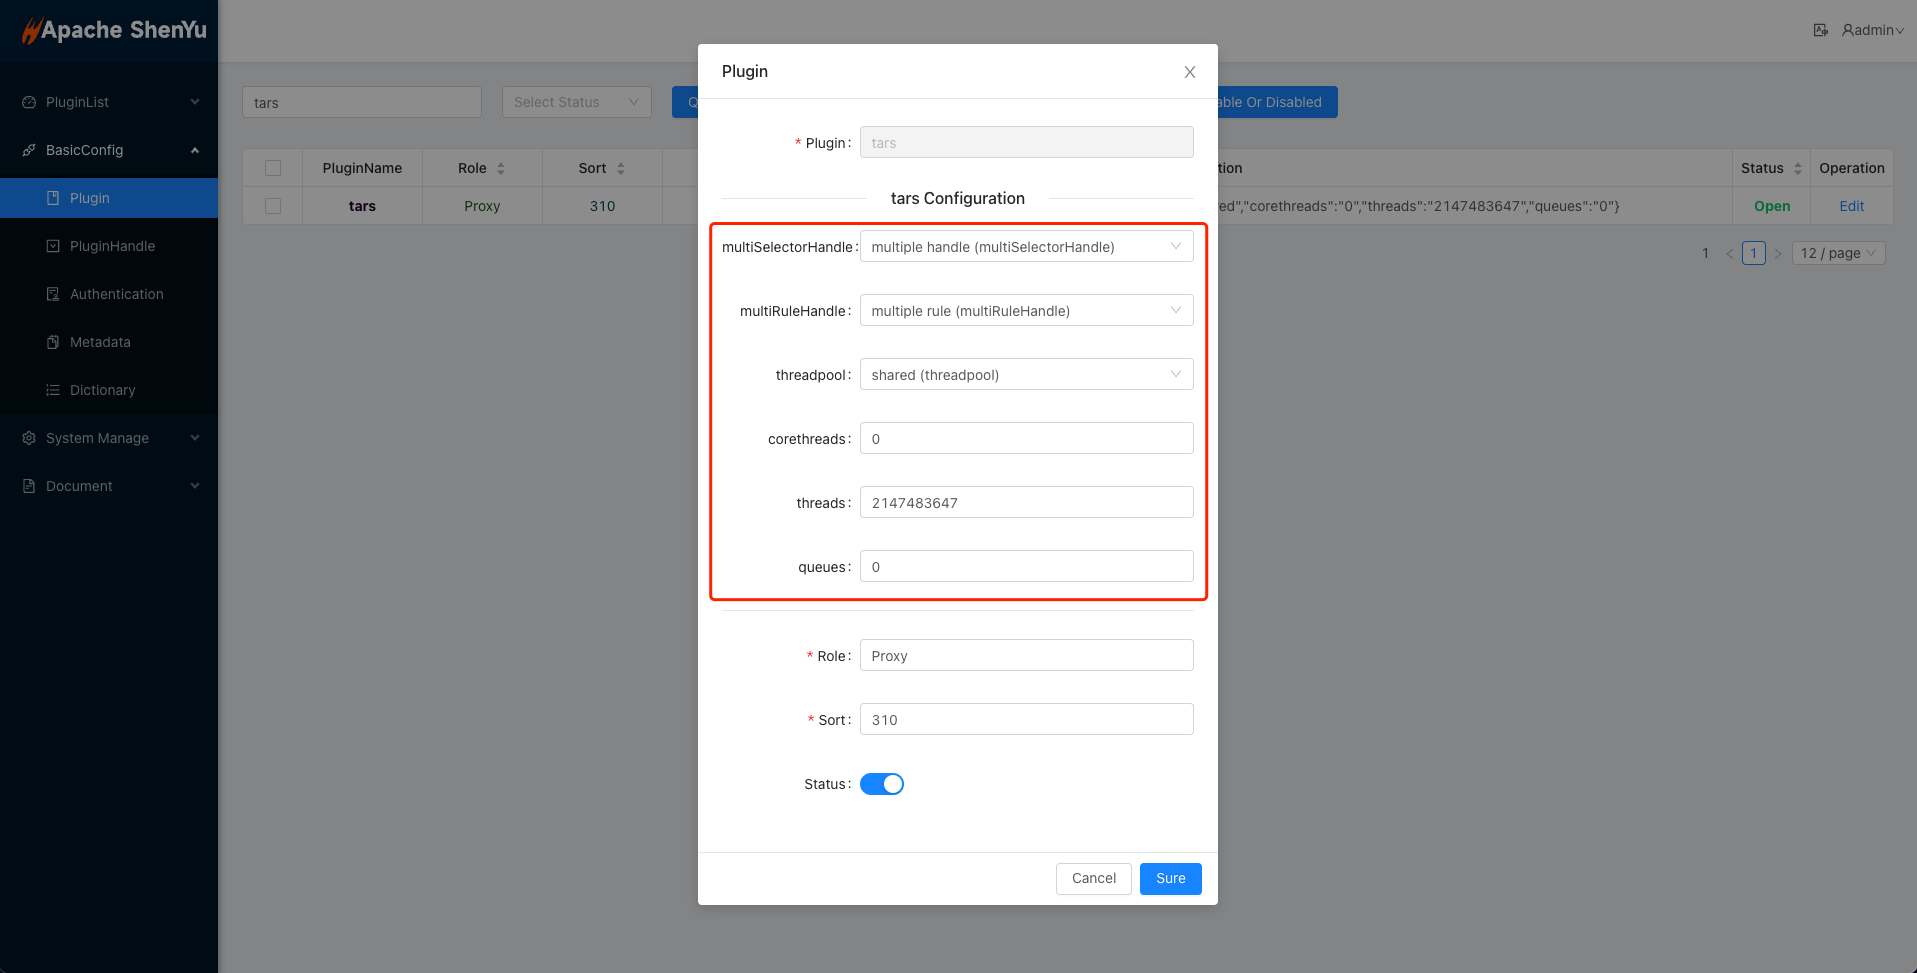 Apache ShenYu
admin
PluginList
BasicConfig
Plugin
PluginHandle
Authentication
Metadata
Dictionary
System Manage
Document
tars
Select Status
able Or Disabled
PluginName
Role
Sort
Status
Operation
tars
Proxy
310
"corethreads":"0","threads":"2147483647","queues":"0"}
Open
Edit
1
<
1
>
12 / page
Plugin
* Plugin:
tars
tars Configuration
multiSelectorHandle:
multiple handle (multiSelectorHandle)
multiRuleHandle:
multiple rule (multiRuleHandle)
threadpool:
shared (threadpool)
corethreads:
0
threads:
2147483647
queues:
0
* Role:
Proxy
* Sort:
310
Status:
Cancel
Sure